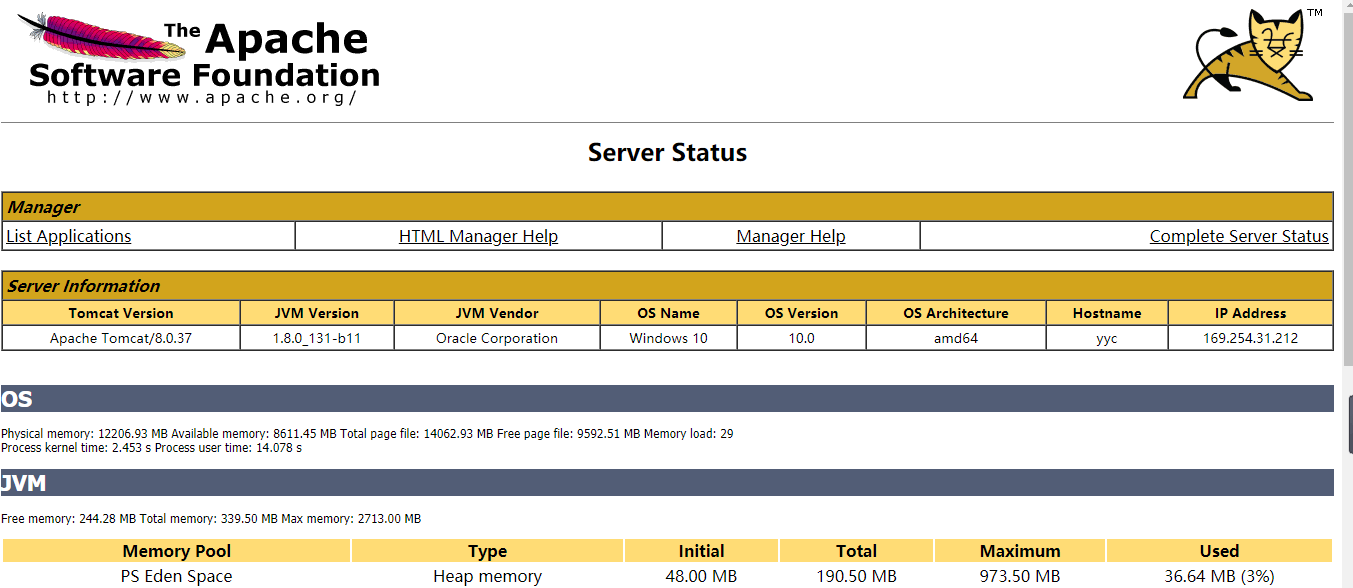 The Apache
Software Foundation
http://www.apache.org/
TM
Server Status
Manager
List Applications HTML Manager Help Manager Help Complete Server Status
Server Information
Tomcat Version JVM Version JVM Vendor OS Name OS Version OS Architecture Hostname IP Address
Apache Tomcat/8.0.37 1.8.0_131-b11 Oracle Corporation Windows 10 10.0 amd64 yyc 169.254.31.212
OS
Physical memory: 12206.93 MB Available memory: 8611.45 MB Total page file: 14062.93 MB Free page file: 9592.51 MB Memory load: 29
Process kernel time: 2.453 s Process user time: 14.078 s
JVM
Free memory: 244.28 MB Total memory: 339.50 MB Max memory: 2713.00 MB
Memory Pool Type Initial Total Maximum Used
PS Eden Space Heap memory 48.00 MB 190.50 MB 973.50 MB 36.64 MB (3%)